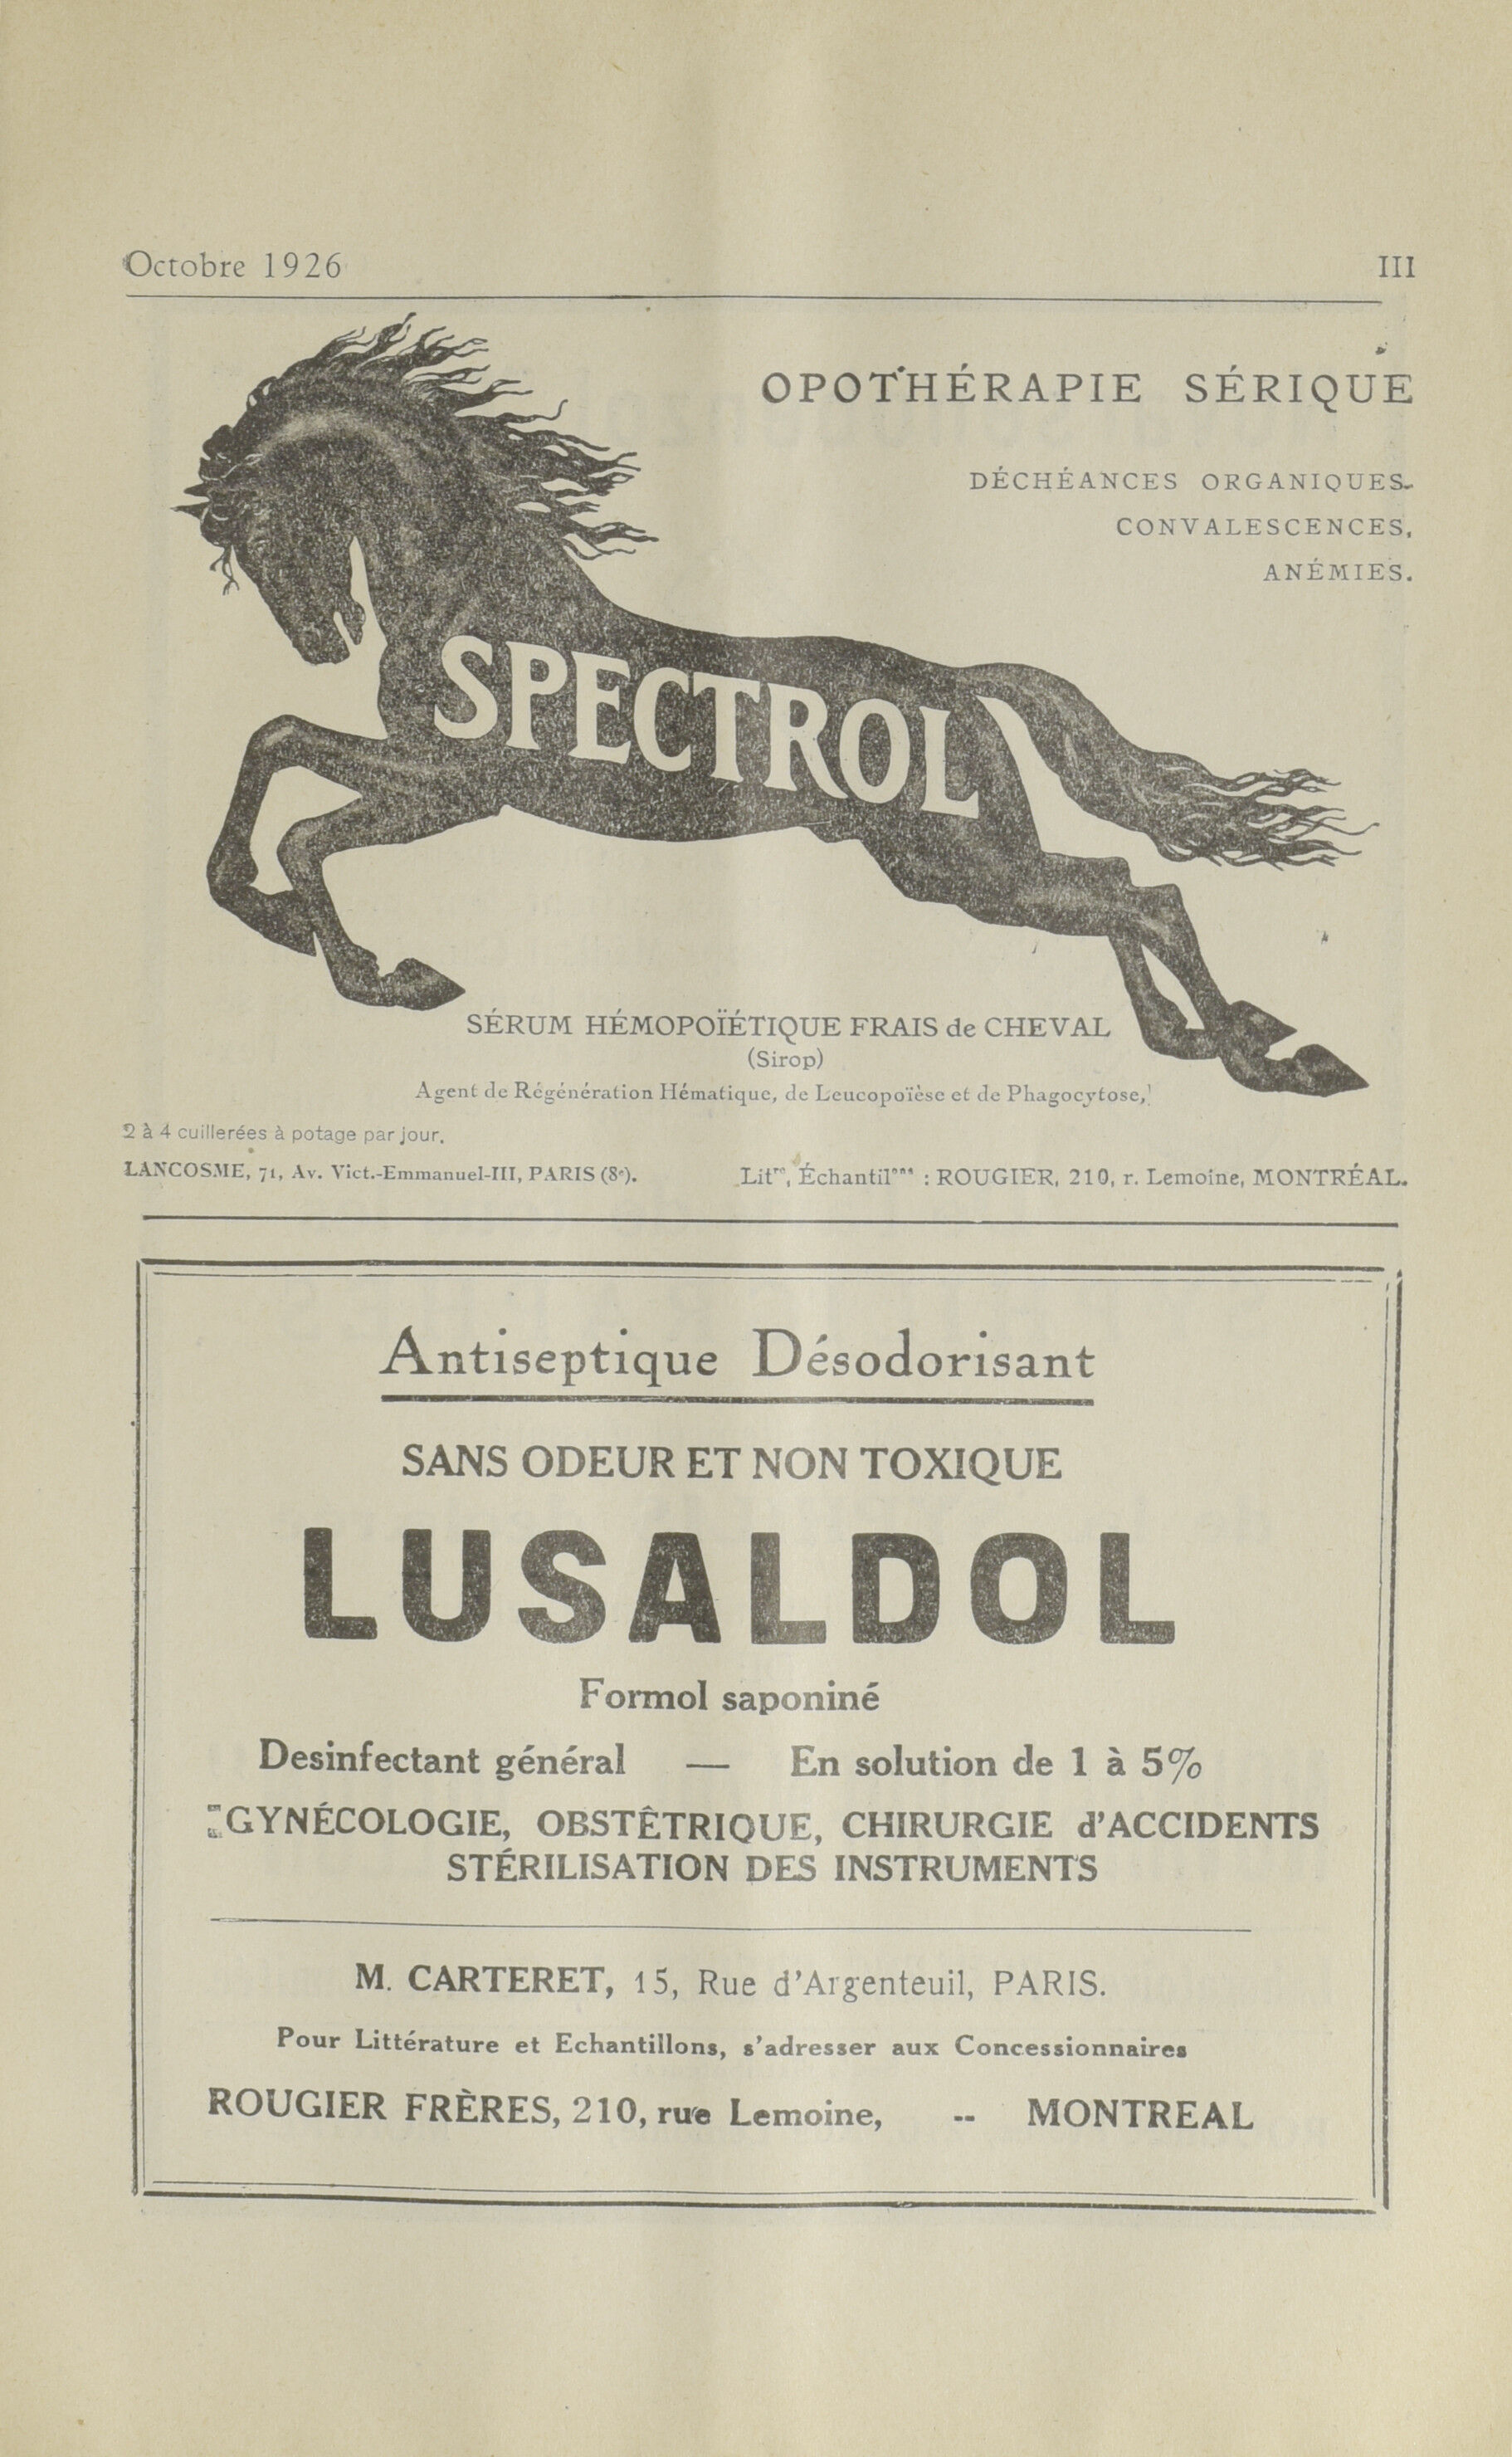 Octobre 1926 III
OPOTHÉRAPIE SÉRIQUE
DÉCHÉANCES ORGANIQUES.
CONVALESCENCES,
ANÉMIES.
SPECTROL
SÉRUM HÉMOPOÏÉTIQUE FRAIS de CHEVAL
(Sirop)
Agent de Régénération Hématique, de Leucopoïèse et de Phagocytose,
2 à 4 cuillerées à potage par jour.
LANCOSME, 71, Av. Vict.-Emmanuel-III, PARIS (8e). Litre, Échantilons : ROUGIER, 210, r. Lemoine, MONTRÉAL.
Antiseptique Désodorisant
SANS ODEUR ET NON TOXIQUE
LUSALDOL
Formol saponiné
Desinfectant général — En solution de 1 à 5%
GYNÉCOLOGIE, OBSTÊTRIQUE, CHIRURGIE d'ACCIDENTS
STÉRILISATION DES INSTRUMENTS
M. CARTERET, 15, Rue d'Argenteuil, PARIS.
Pour Littérature et Echantillons, s'adresser aux Concessionnaires
ROUGIER FRÈRES, 210, rue Lemoine, -- MONTREAL